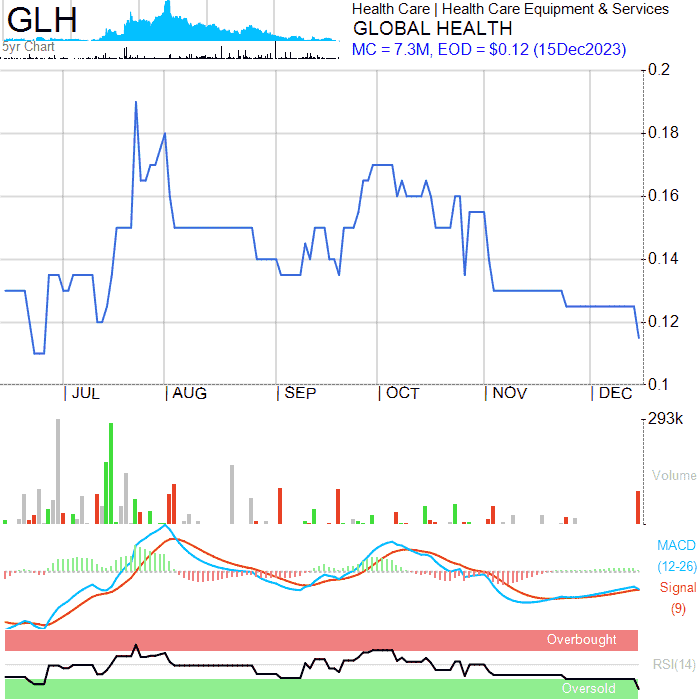 GLH
5yr Chart
Health Care | Health Care Equipment & Services
GLOBAL HEALTH
MC = 7.3M, EOD = $0.12 (15Dec2023)
0.2
0.18
0.16
0.14
0.12
0.1
JUL
AUG
SEP
OCT
NOV
DEC
293k
Volume
MACD
(12-26)
Signal
(9)
Overbought
RSI(14)
Oversold